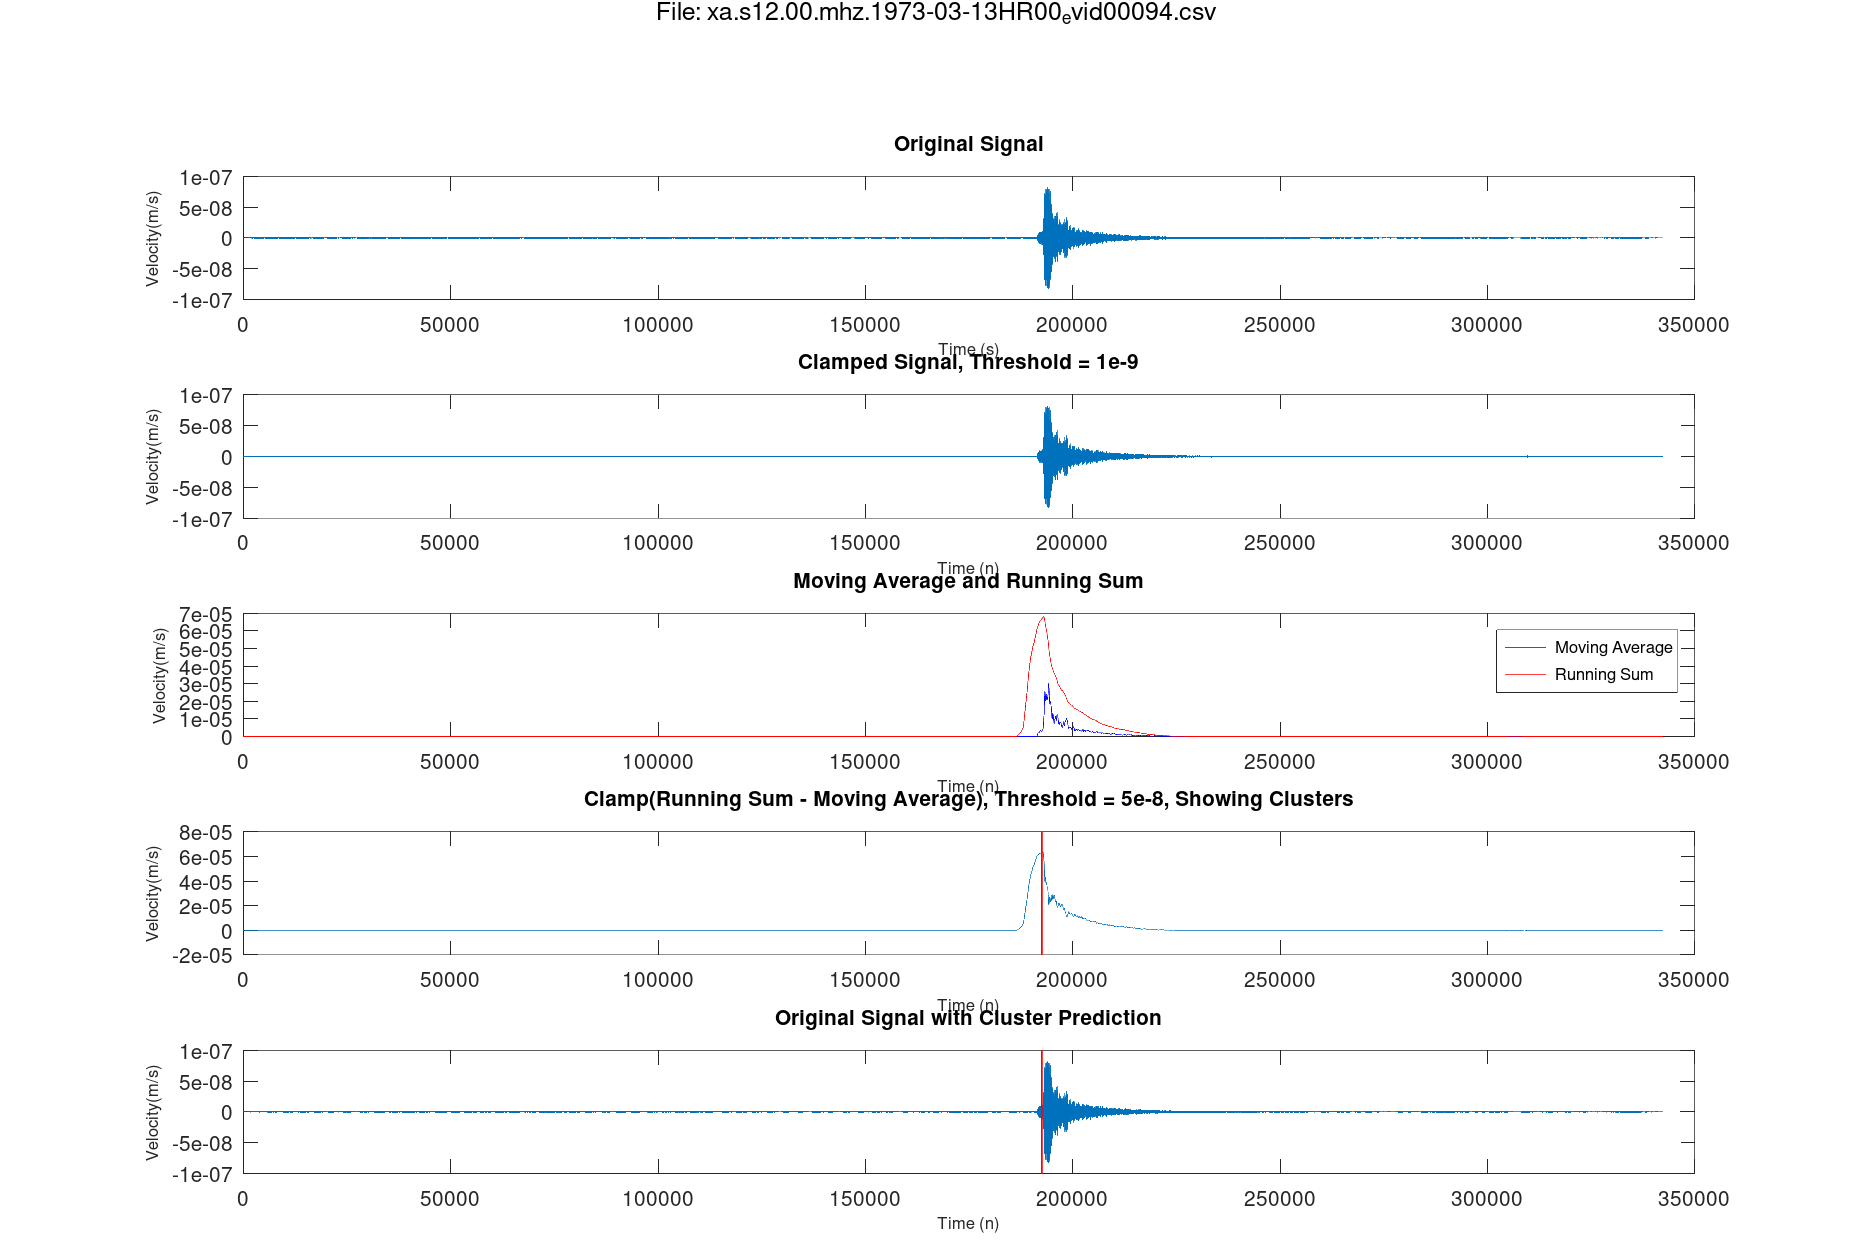 File: xa.s12.00.mhz.1973-03-13HR00evid00094.csv
Original Signal
1e-07
5e-08
0
-5e-08
-1e-07
Velocity(m/s)
0 50000 100000 150000 200000 250000 300000 350000
Time (s)
Clamped Signal, Threshold = 1e-9
1e-07
5e-08
0
-5e-08
-1e-07
Velocity(m/s)
0 50000 100000 150000 200000 250000 300000 350000
Time (n)
Moving Average and Running Sum
7e-05
6e-05
5e-05
4e-05
3e-05
2e-05
1e-05
0
Velocity(m/s)
Moving Average
Running Sum
0 50000 100000 150000 200000 250000 300000 350000
Time (n)
Clamp(Running Sum - Moving Average), Threshold = 5e-8, Showing Clusters
8e-05
6e-05
4e-05
2e-05
0
-2e-05
Velocity(m/s)
0 50000 100000 150000 200000 250000 300000 350000
Time (n)
Original Signal with Cluster Prediction
1e-07
5e-08
0
-5e-08
-1e-07
Velocity(m/s)
0 50000 100000 150000 200000 250000 300000 350000
Time (n)